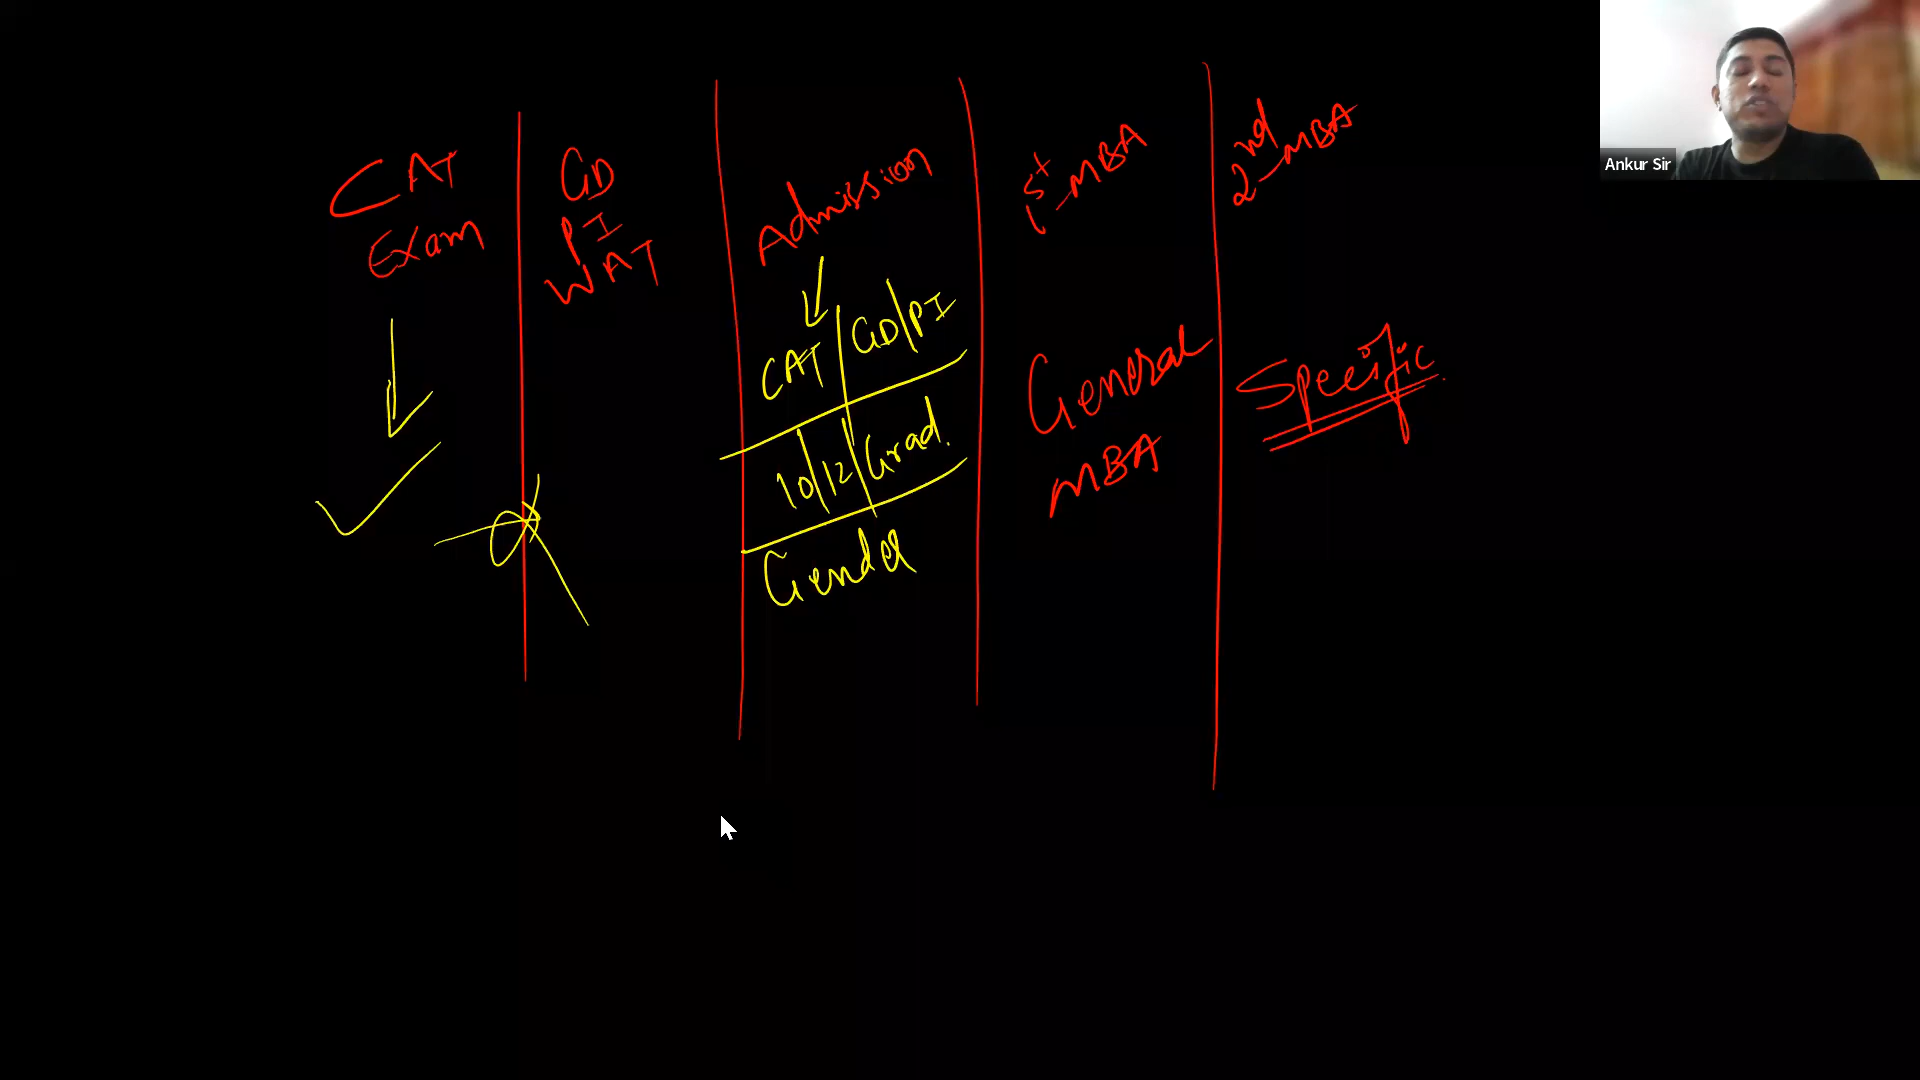 CAT
Exam
GD
PI
WAT
Admission
CAT | GD/PI
10/12 | Grad.
Gender
1st MBA
General
MBA
2nd MBA
Specific
Ankur Sir